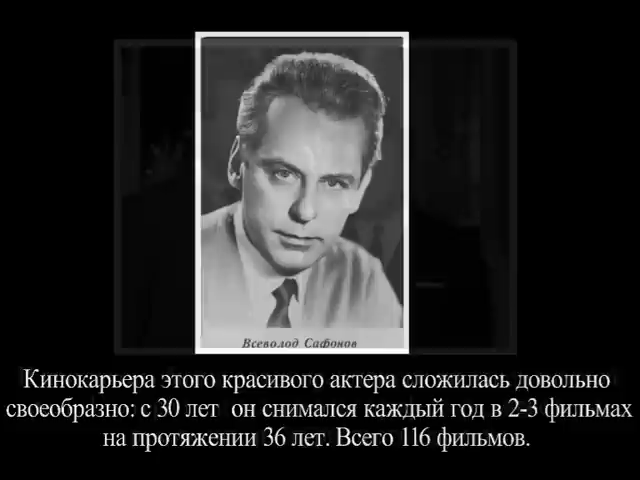 Всеволод Сафонов
Кинокарьера этого красивого актера сложилась довольно
своеобразно: с 30 лет он снимался каждый год в 2-3 фильмах
на протяжении 36 лет. Всего 116 фильмов.